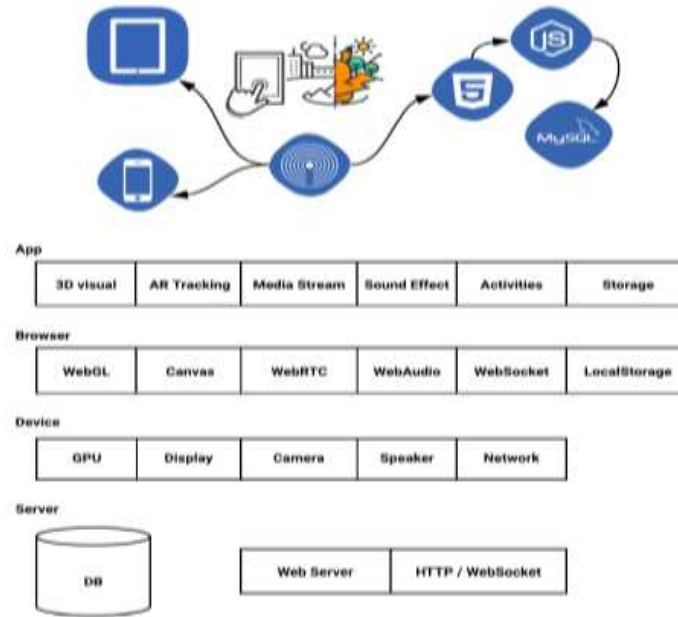 JS
5
MySQL
App
3D visual AR Tracking Media Stream Sound Effect Activities Storage
Browser
WebGL Canvas WebRTC WebAudio WebSocket LocalStorage
Device
GPU Display Camera Speaker Network
Server
DB Web Server HTTP / WebSocket